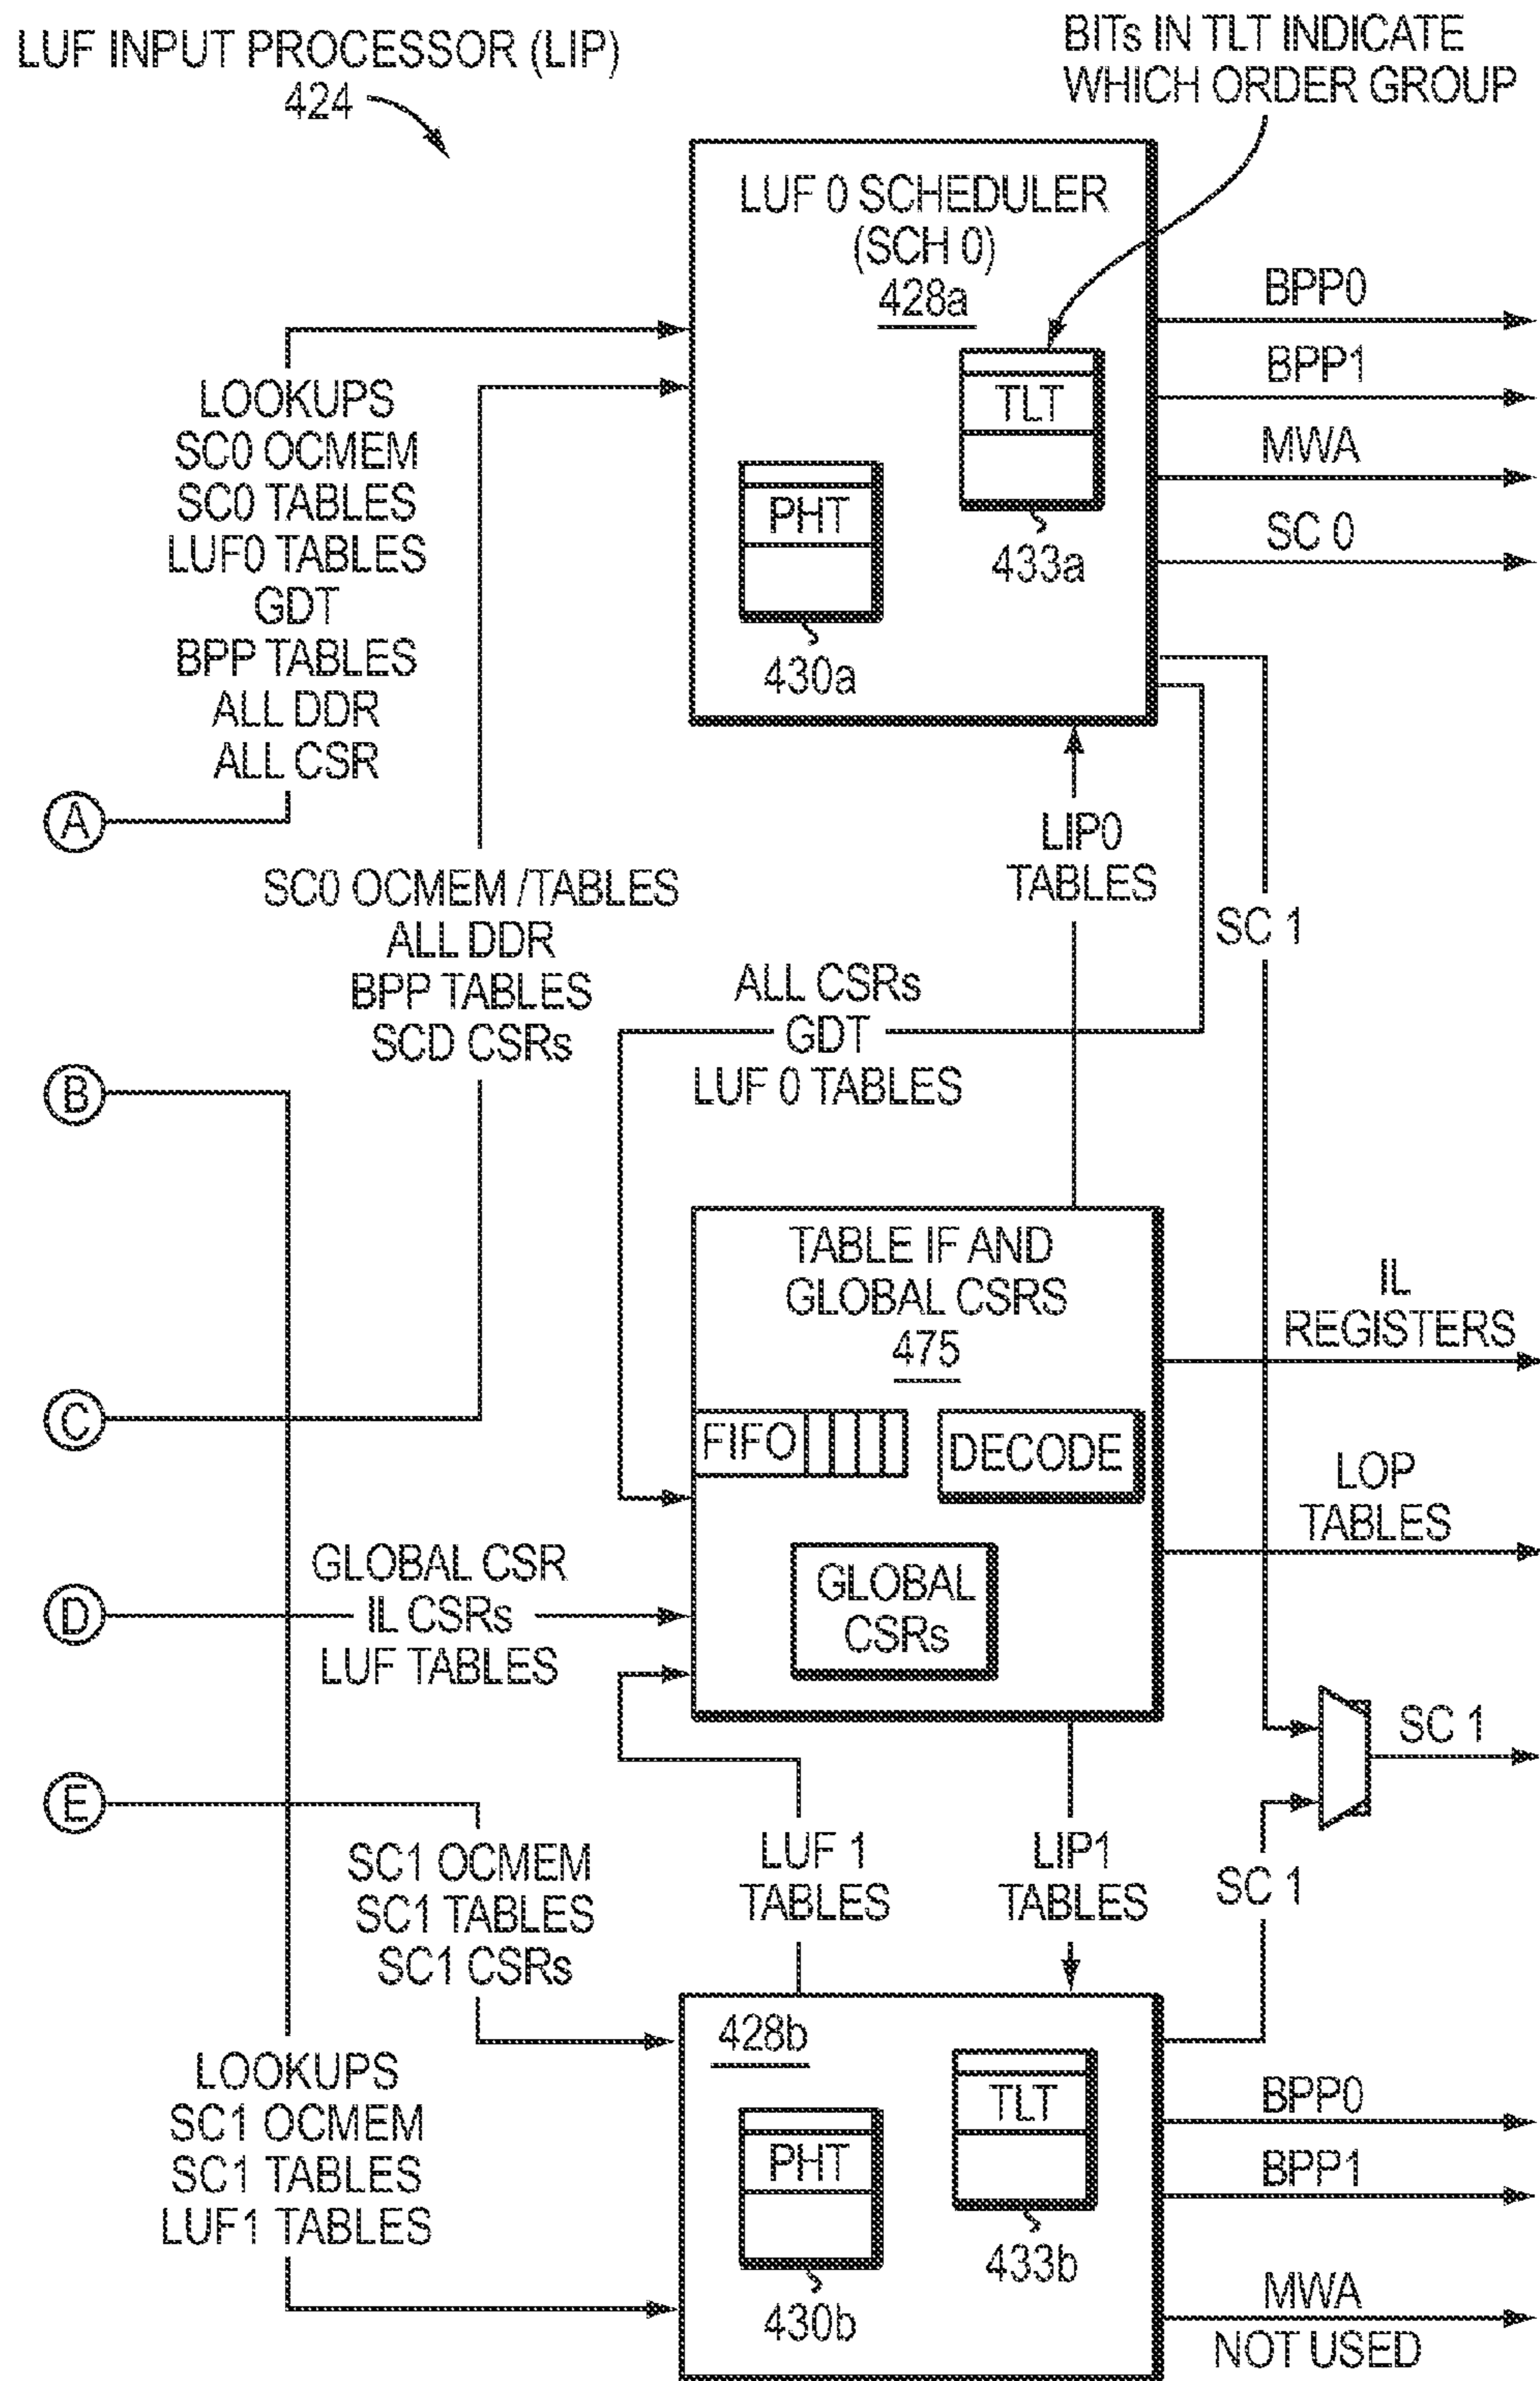 LUF INPUT PROCESSOR (LIP)
424
BITs IN TLT INDICATE
WHICH ORDER GROUP
LUF 0 SCHEDULER
(SCH 0)
428a
TLT
433a
PHT
430a
BPP0
BPP1
MWA
SC 0
LOOKUPS
SC0 OCMEM
SC0 TABLES
LUF0 TABLES
GDT
BPP TABLES
ALL DDR
ALL CSR
A
SC0 OCMEM /TABLES
ALL DDR
BPP TABLES
SCD CSRs
LIP0
TABLES
SC 1
ALL CSRs
GDT
LUF 0 TABLES
B
TABLE IF AND
GLOBAL CSRS
475
FIFO
DECODE
GLOBAL
CSRs
IL
REGISTERS
LOP
TABLES
C
GLOBAL CSR
D
IL CSRs
LUF TABLES
SC 1
E
SC1 OCMEM
SC1 TABLES
SC1 CSRs
LUF 1
TABLES
LIP1
TABLES
SC 1
428b
TLT
433b
PHT
430b
LOOKUPS
SC1 OCMEM
SC1 TABLES
LUF1 TABLES
BPP0
BPP1
MWA
NOT USED